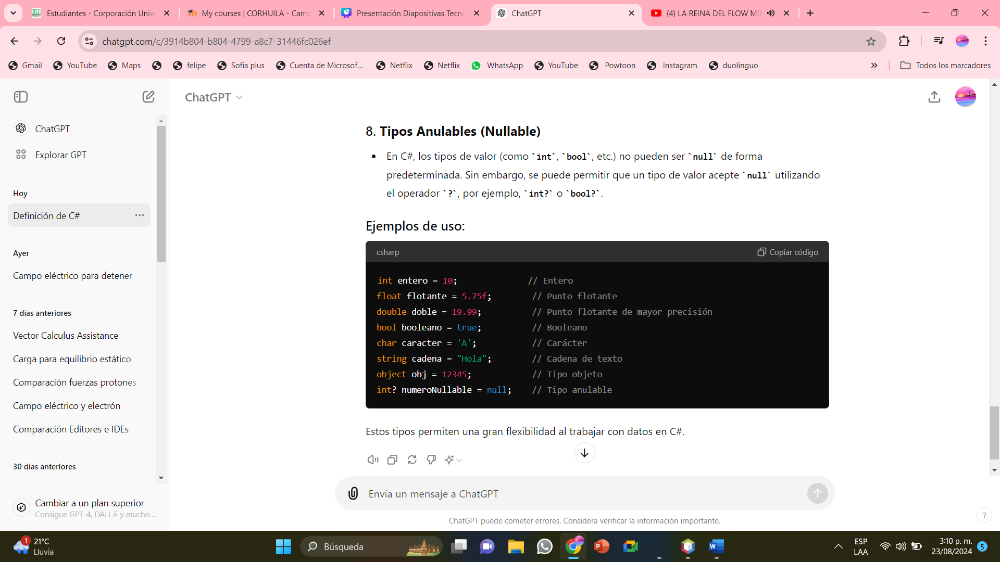 Estudiantes - Corporación Unive
My courses | CORHUILA - Camp
Presentación Diapositivas Tecno
ChatGPT
(4) LA REINA DEL FLOW MIX
chatgpt.com/c/3914b804-b804-4799-a8c7-31446fc026ef
Gmail
YouTube
Maps
felipe
Sofia plus
Cuenta de Microsof...
Netflix
Netflix
WhatsApp
YouTube
Powtoon
Instagram
duolinguo
Todos los marcadores
ChatGPT
Explorar GPT
Hoy
Definición de C#
Ayer
Campo eléctrico para detener
7 días anteriores
Vector Calculus Assistance
Carga para equilibrio estático
Comparación fuerzas protones
Campo eléctrico y electrón
Comparación Editores e IDEs
30 días anteriores
Cambiar a un plan superior
Consigue GPT-4, DALL·E y mucho...
ChatGPT
8. Tipos Anulables (Nullable)
• En C#, los tipos de valor (como `int`, `bool`, etc.) no pueden ser `null` de forma
predeterminada. Sin embargo, se puede permitir que un tipo de valor acepte `null` utilizando
el operador `?`, por ejemplo, `int?` o `bool?`.
Ejemplos de uso:
csharp
Copiar código
int entero = 10; // Entero
float flotante = 5.75f; // Punto flotante
double doble = 19.99; // Punto flotante de mayor precisión
bool booleano = true; // Booleano
char caracter = 'A'; // Carácter
string cadena = "Hola"; // Cadena de texto
object obj = 12345; // Tipo objeto
int? numeroNullable = null; // Tipo anulable
Estos tipos permiten una gran flexibilidad al trabajar con datos en C#.
Envía un mensaje a ChatGPT
ChatGPT puede cometer errores. Considera verificar la información importante.
?
1
21°C
Lluvia
Búsqueda
ESP
LAA
3:10 p. m.
23/08/2024
5